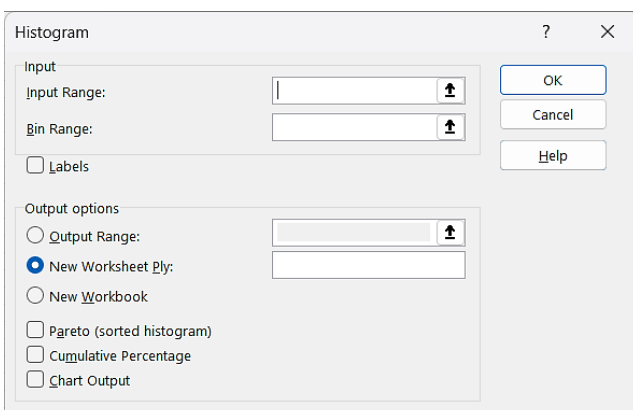 Histogram ?
Input
Input Range:
OK
Bin Range:
Cancel
Labels
Help
Output options
Output Range:
New Worksheet Ply:
New Workbook
Pareto (sorted histogram)
Cumulative Percentage
Chart Output